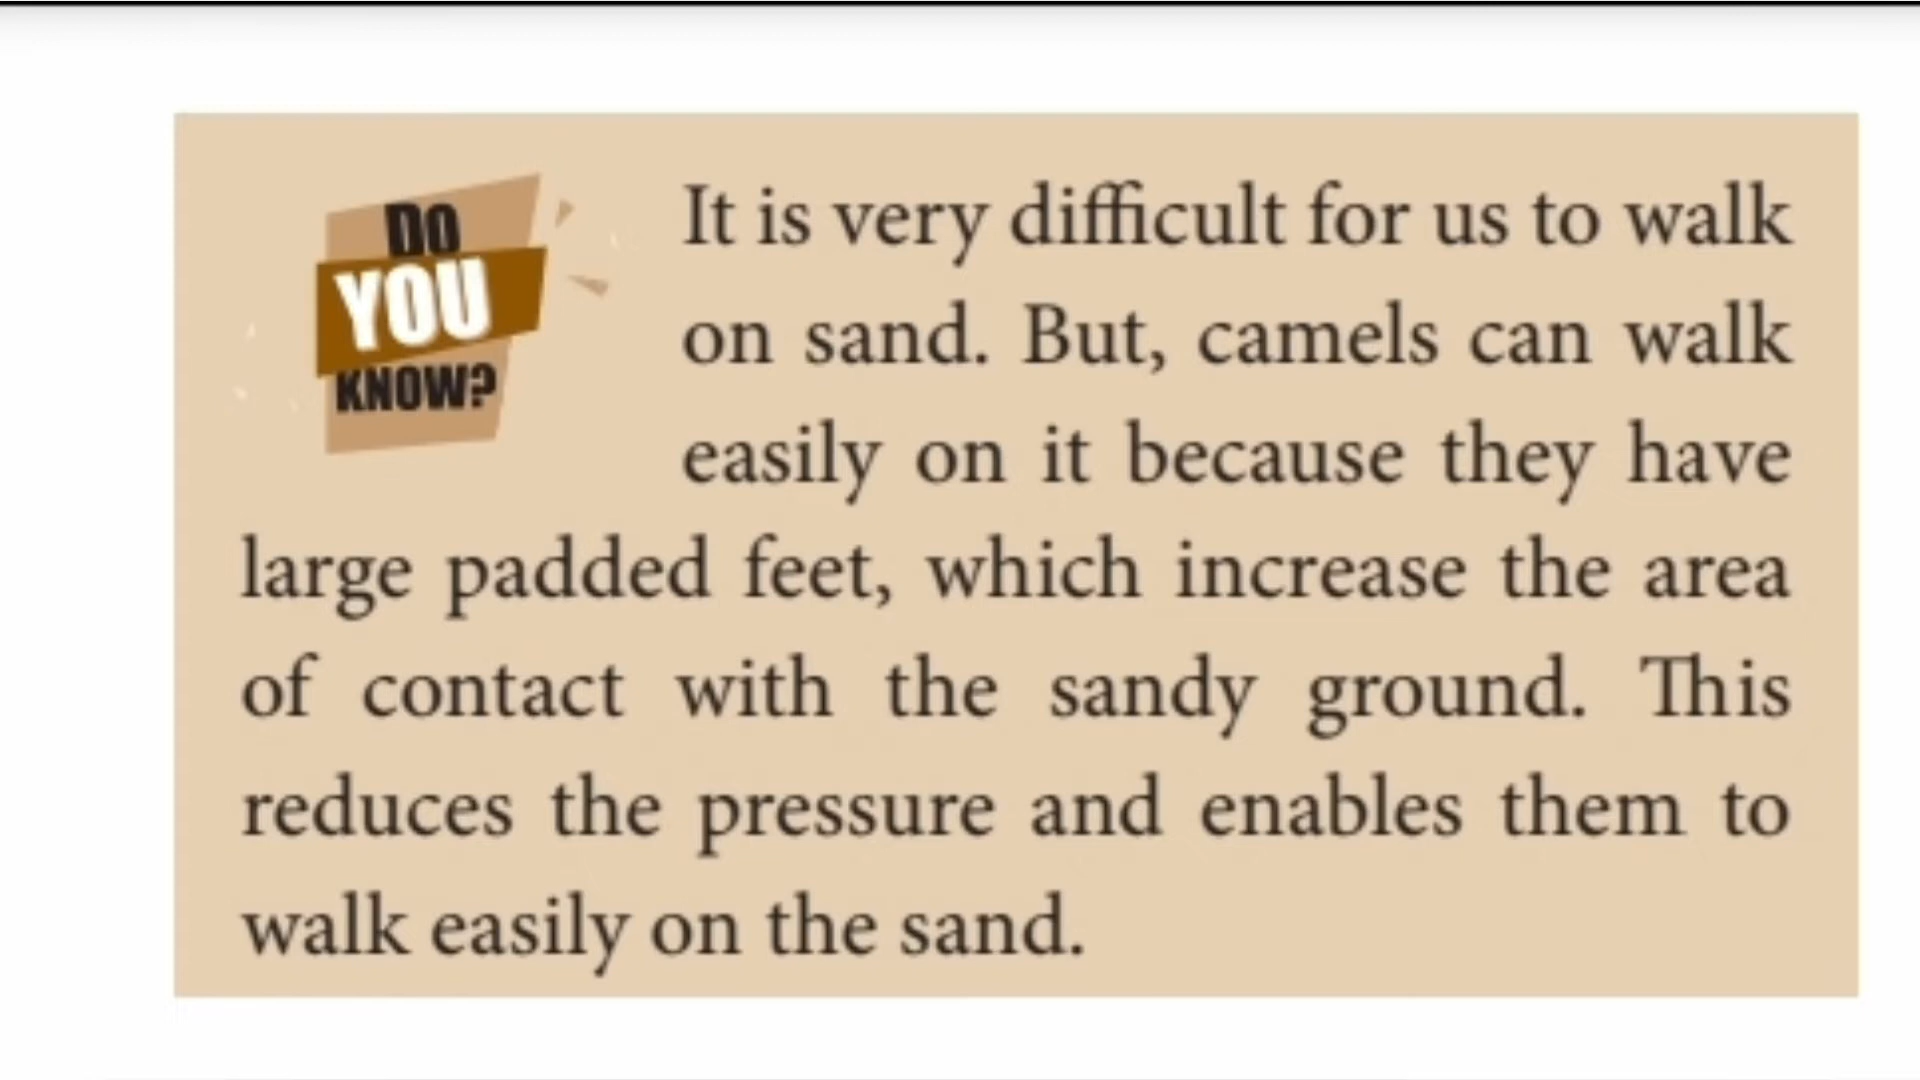 DO
YOU
KNOW?
It is very difficult for us to walk
on sand. But, camels can walk
easily on it because they have
large padded feet, which increase the area
of contact with the sandy ground. This
reduces the pressure and enables them to
walk easily on the sand.